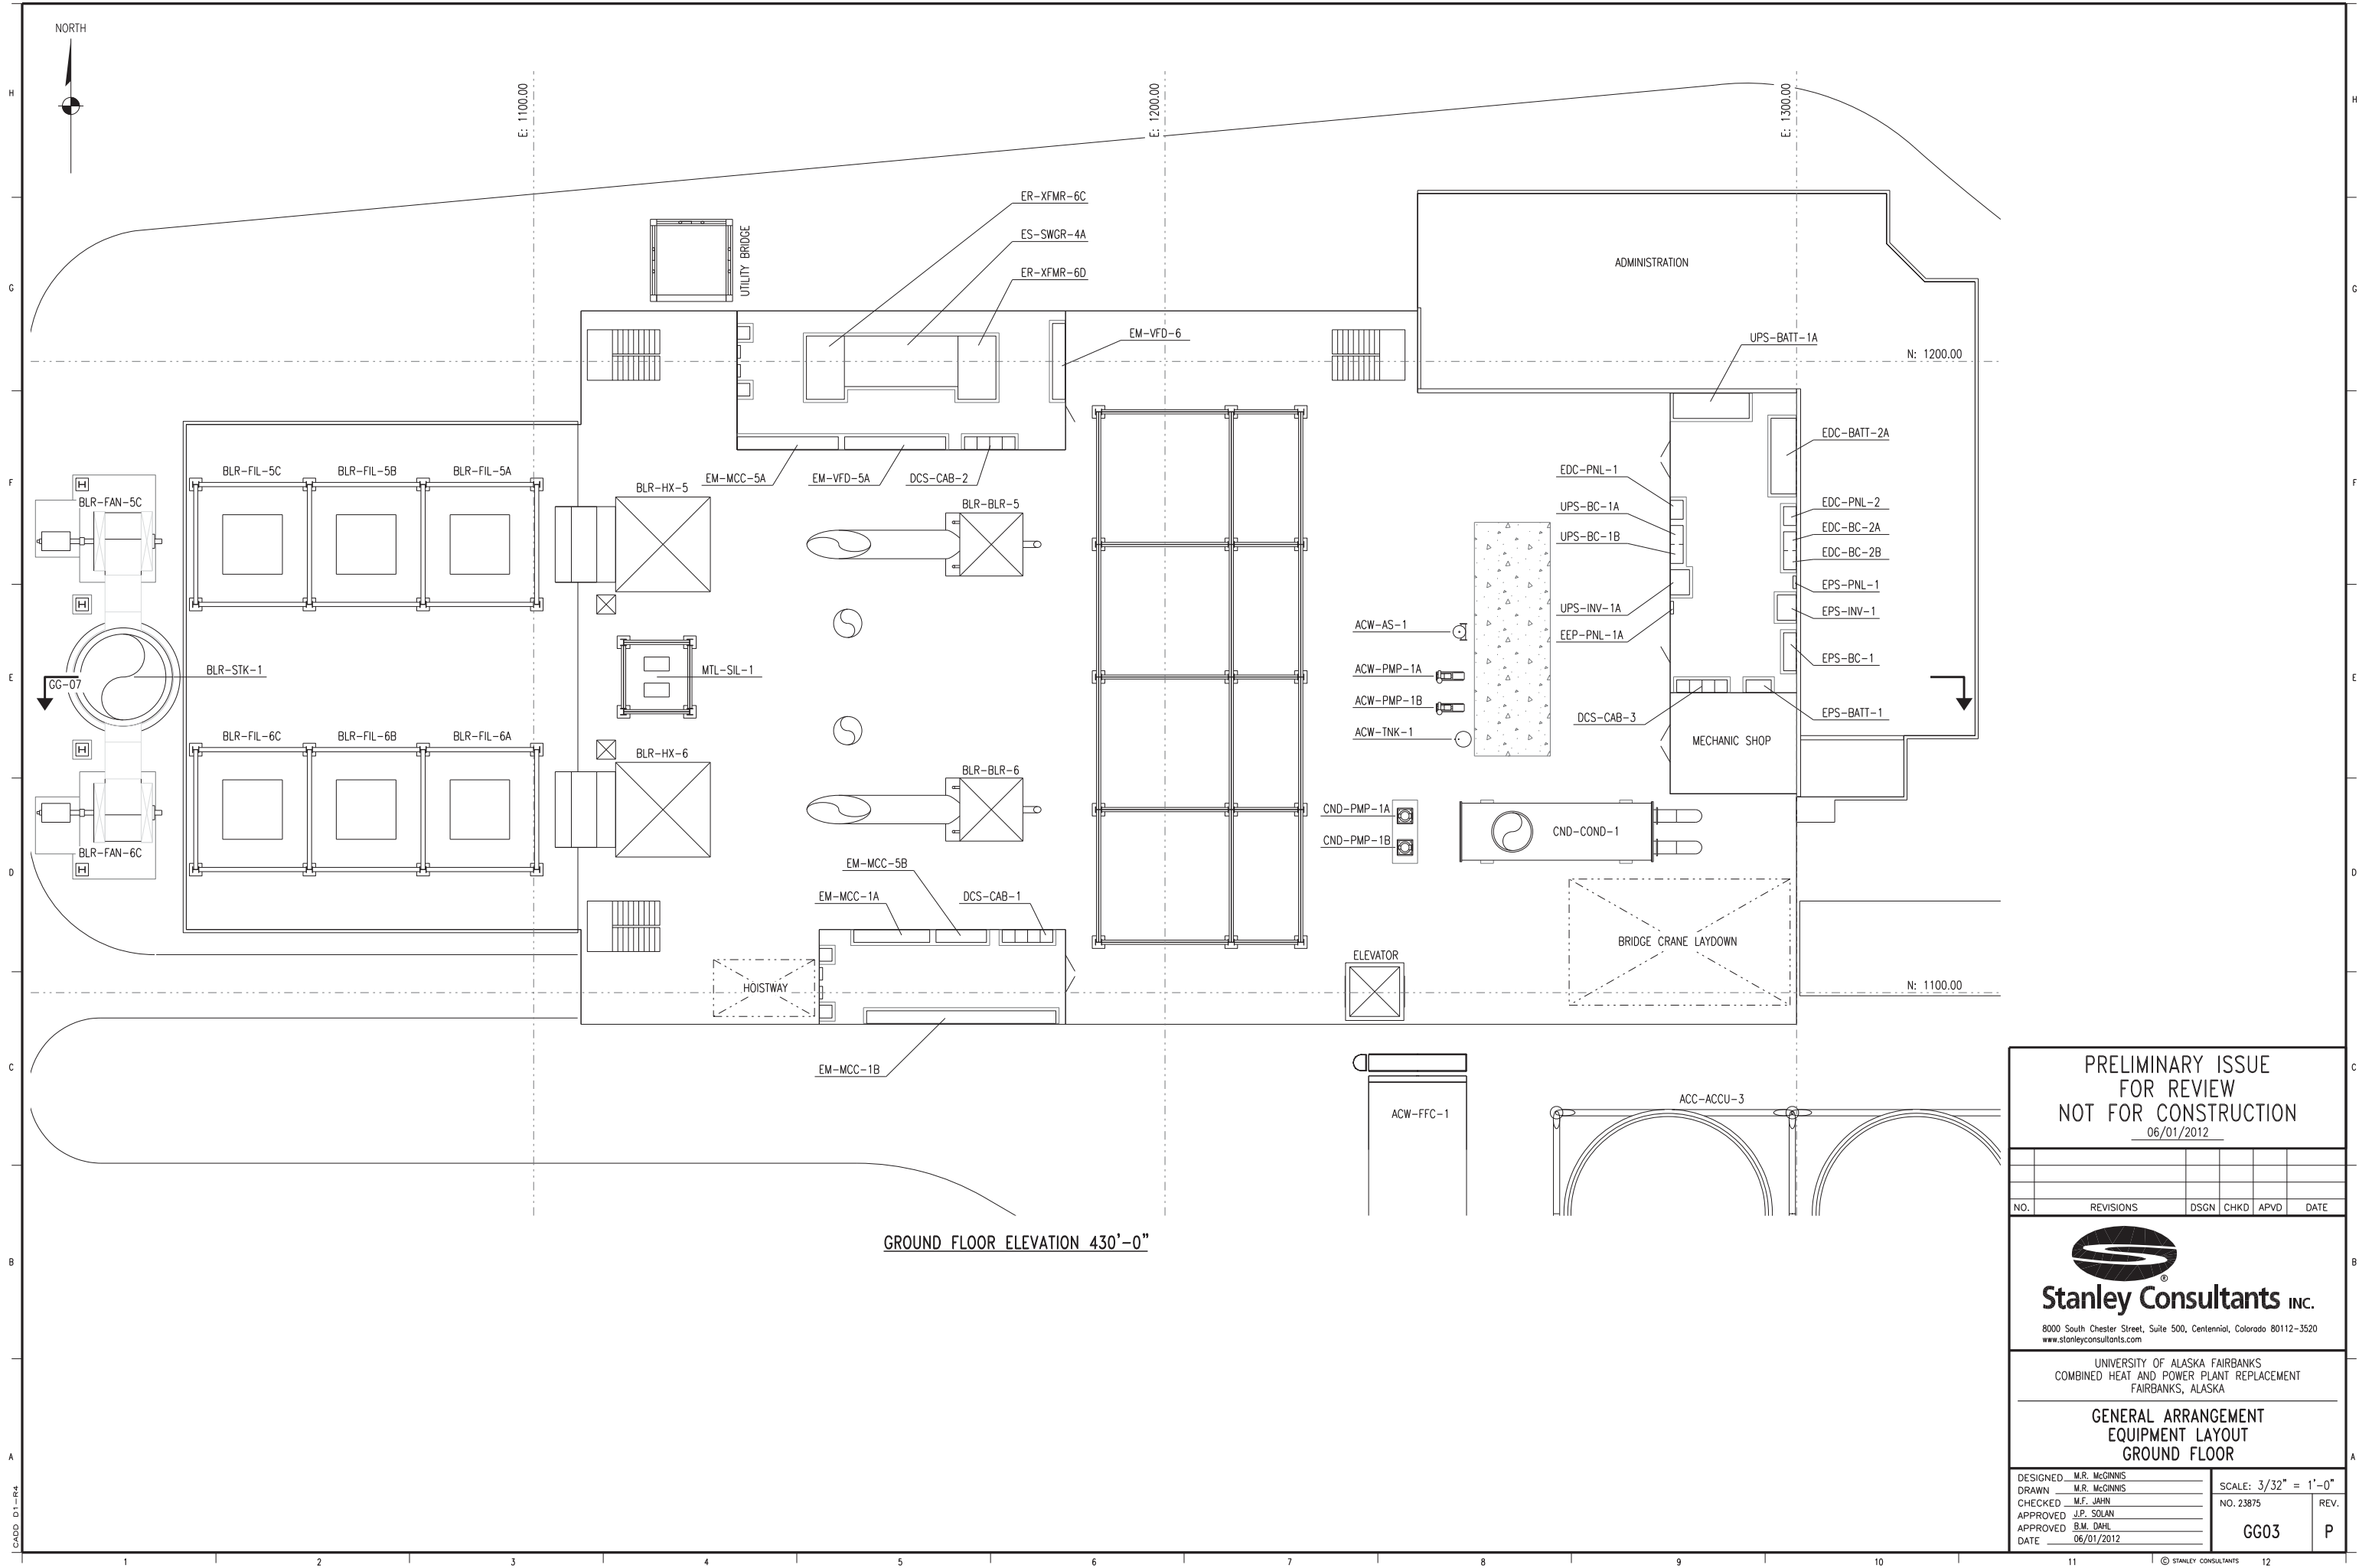 NORTH
E: 1100.00
E: 1200.00
E: 1300.00
H
H
ER-XFMR-6C
ES-SWGR-4A
ER-XFMR-6D
UTILITY BRIDGE
ADMINISTRATION
G
G
EM-VFD-6
UPS-BATT-1A
N: 1200.00
EDC-BATT-2A
BLR-FIL-5C
BLR-FIL-5B
BLR-FIL-5A
EM-MCC-5A
EM-VFD-5A
DCS-CAB-2
EDC-PNL-1
F
F
BLR-HX-5
BLR-FAN-5C
BLR-BLR-5
UPS-BC-1A
EDC-PNL-2
EDC-BC-2A
UPS-BC-1B
EDC-BC-2B
EPS-PNL-1
UPS-INV-1A
EPS-INV-1
ACW-AS-1
EEP-PNL-1A
EPS-BC-1
BLR-STK-1
MTL-SIL-1
ACW-PMP-1A
E
E
GG-07
ACW-PMP-1B
DCS-CAB-3
EPS-BATT-1
BLR-FIL-6C
BLR-FIL-6B
BLR-FIL-6A
ACW-TNK-1
MECHANIC SHOP
BLR-HX-6
BLR-BLR-6
CND-PMP-1A
CND-COND-1
CND-PMP-1B
BLR-FAN-6C
EM-MCC-5B
D
D
EM-MCC-1A
DCS-CAB-1
BRIDGE CRANE LAYDOWN
ELEVATOR
HOISTWAY
N: 1100.00
C
C
EM-MCC-1B
ACC-ACCU-3
ACW-FFC-1
GROUND FLOOR ELEVATION 430'-0"
B
B
A
A
PRELIMINARY ISSUE
FOR REVIEW
NOT FOR CONSTRUCTION
06/01/2012
NO. REVISIONS DSGN CHKD APVD DATE
S
®
Stanley Consultants INC.
8000 South Chester Street, Suite 500, Centennial, Colorado 80112-3520
www.stanleyconsultants.com
UNIVERSITY OF ALASKA FAIRBANKS
COMBINED HEAT AND POWER PLANT REPLACEMENT
FAIRBANKS, ALASKA
GENERAL ARRANGEMENT
EQUIPMENT LAYOUT
GROUND FLOOR
DESIGNED M.R. McGINNIS
DRAWN M.R. McGINNIS
CHECKED M.F. JAHN
APPROVED J.P. SOLAN
APPROVED B.M. DAHL
DATE 06/01/2012
SCALE: 3/32" = 1'-0"
NO. 23875 REV.
GG03 P
CADD D1-R4
1 2 3 4 5 6 7 8 9 10 11 © STANLEY CONSULTANTS 12